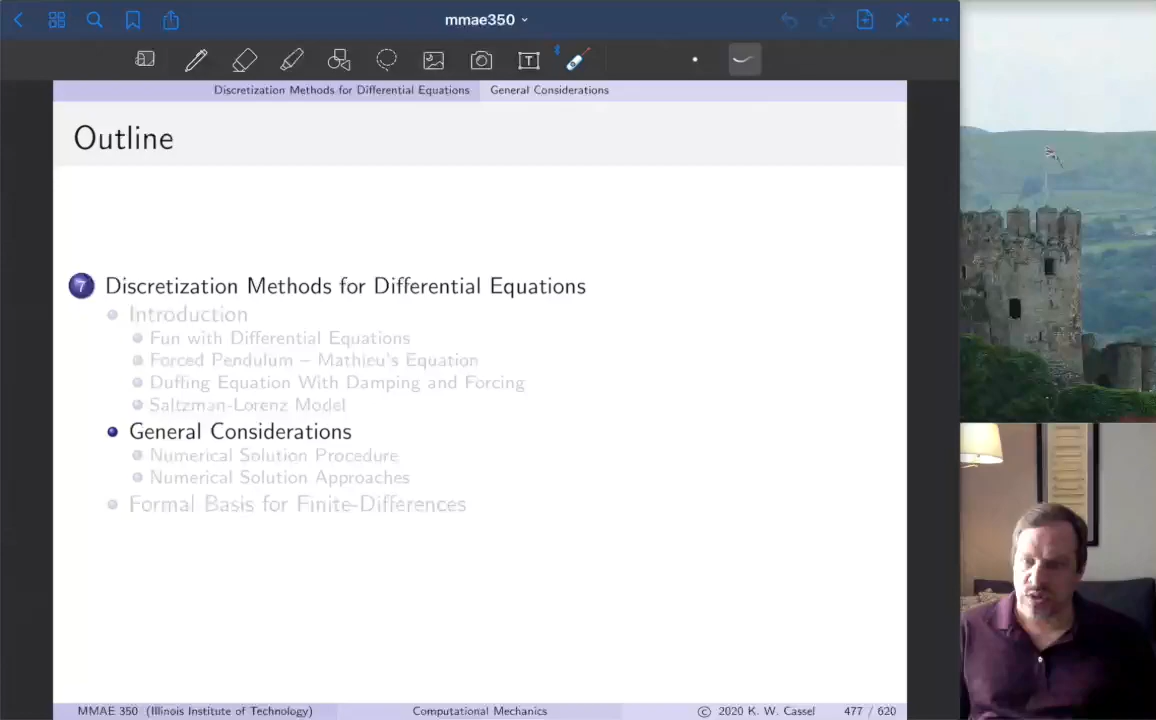 mmae350
Discretization Methods for Differential Equations General Considerations
Outline
7 Discretization Methods for Differential Equations
Introduction
Fun with Differential Equations
Forced Pendulum – Mathieu's Equation
Duffing Equation With Damping and Forcing
Saltzman-Lorenz Model
General Considerations
Numerical Solution Procedure
Numerical Solution Approaches
Formal Basis for Finite-Differences
MMAE 350 (Illinois Institute of Technology) Computational Mechanics © 2020 K. W. Cassel 477 / 620